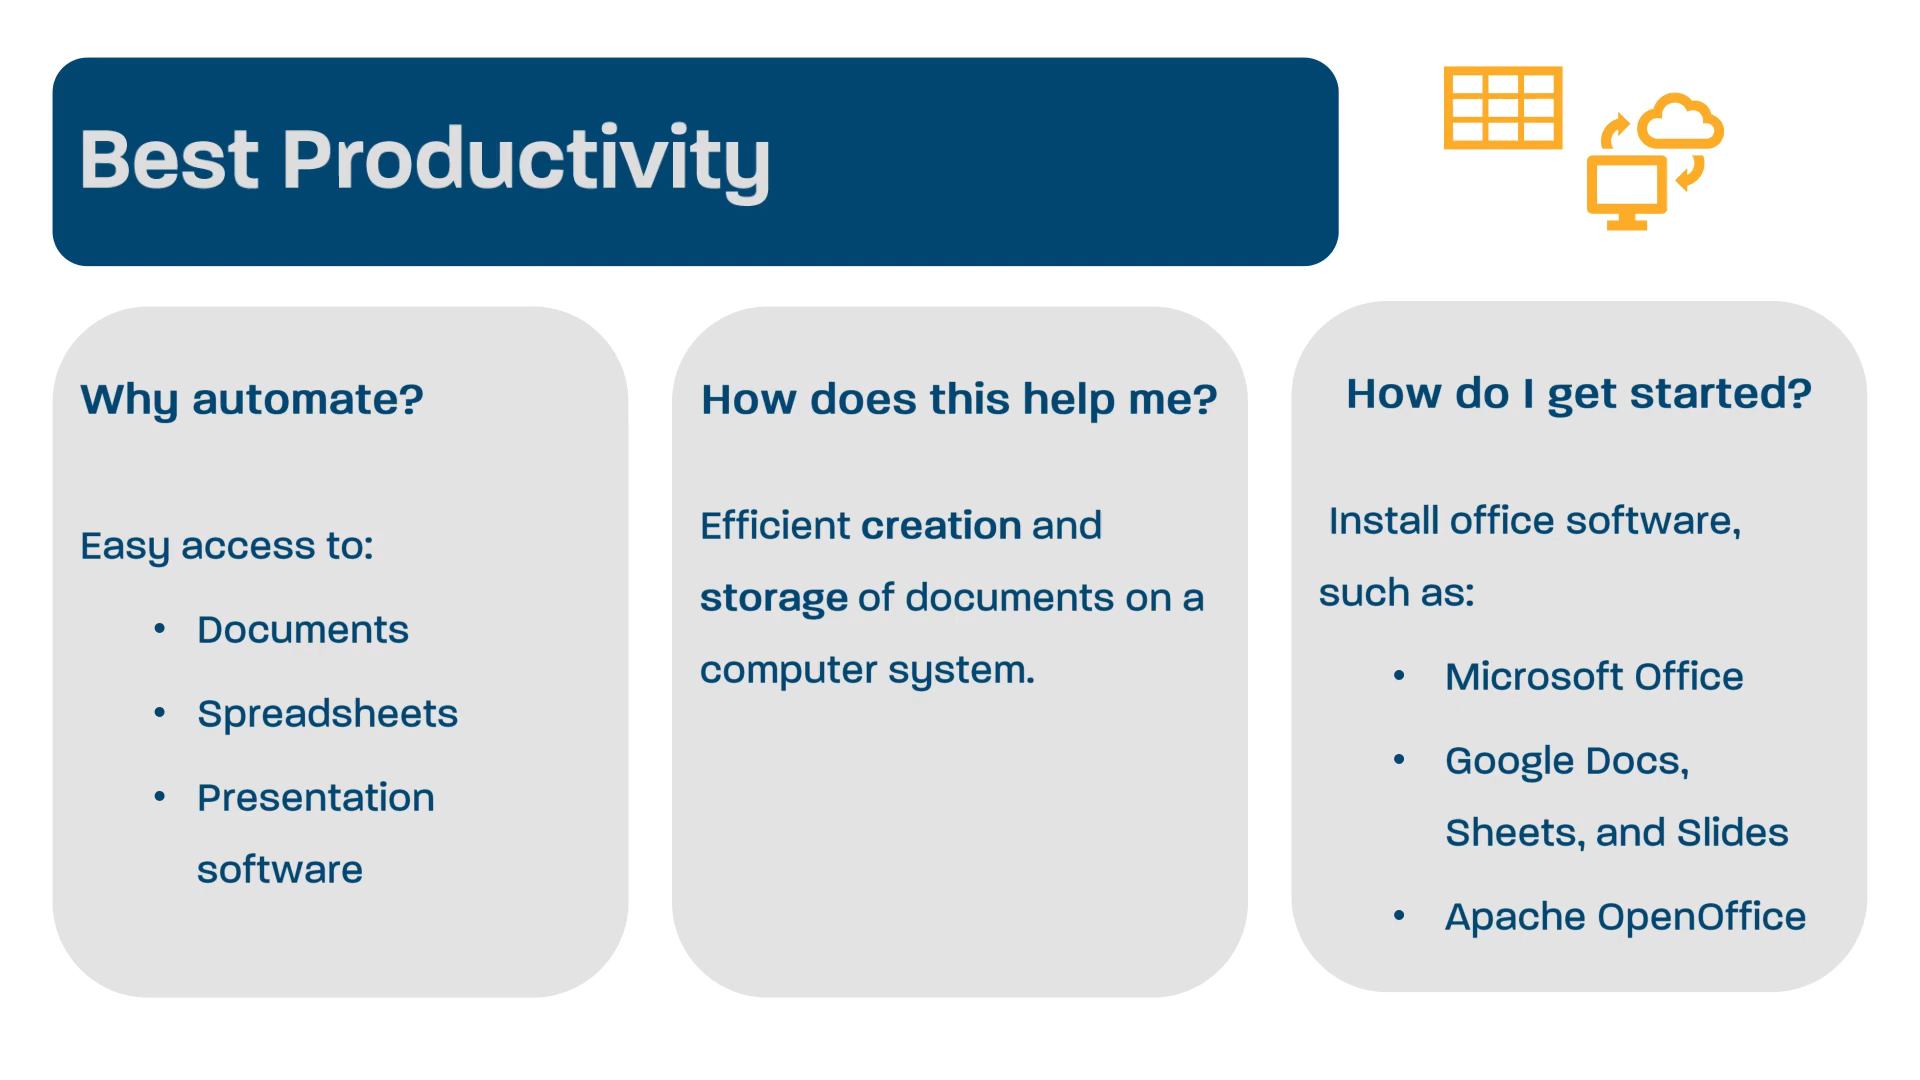 Best Productivity
Why automate?
Easy access to:
• Documents
• Spreadsheets
• Presentation
software
How does this help me?
Efficient creation and
storage of documents on a
computer system.
How do I get started?
Install office software,
such as:
• Microsoft Office
• Google Docs,
Sheets, and Slides
• Apache OpenOffice